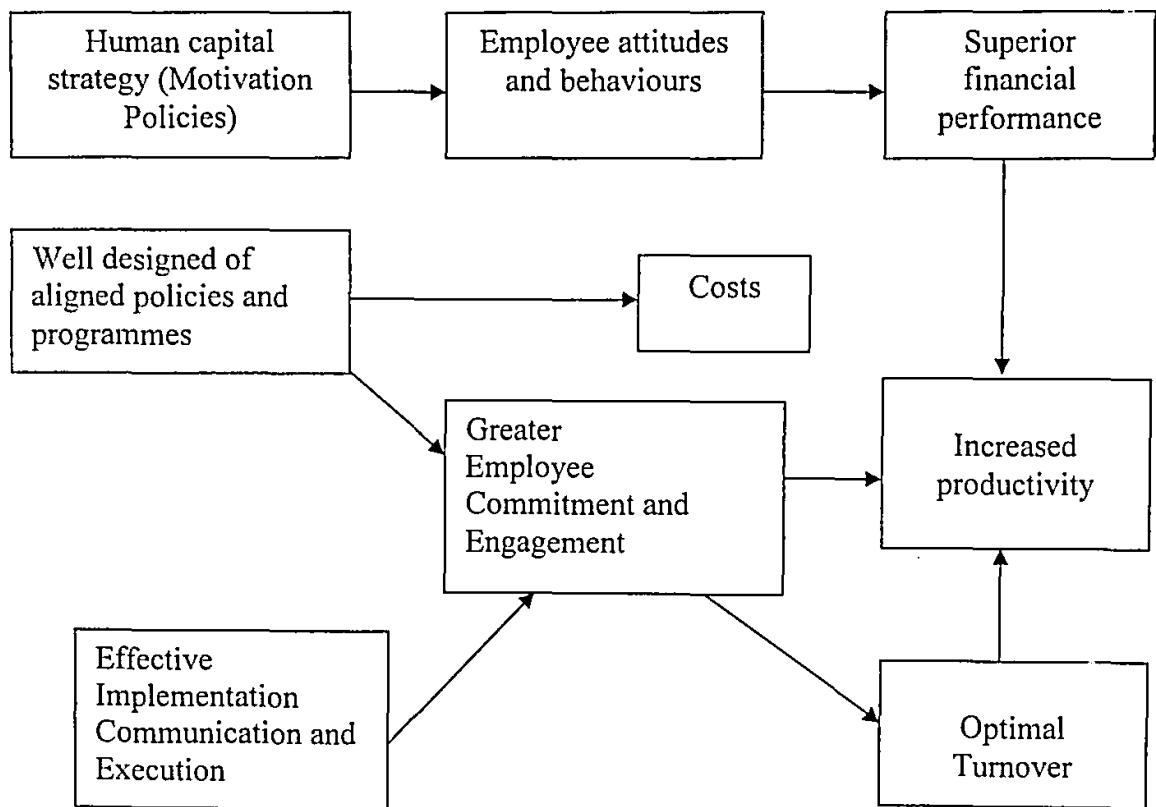 Human capital
strategy (Motivation
Policies)
Employee attitudes
and behaviours
Superior
financial
performance
Well designed of
aligned policies and
programmes
Costs
Greater
Employee
Commitment and
Engagement
Increased
productivity
Effective
Implementation
Communication and
Execution
Optimal
Turnover